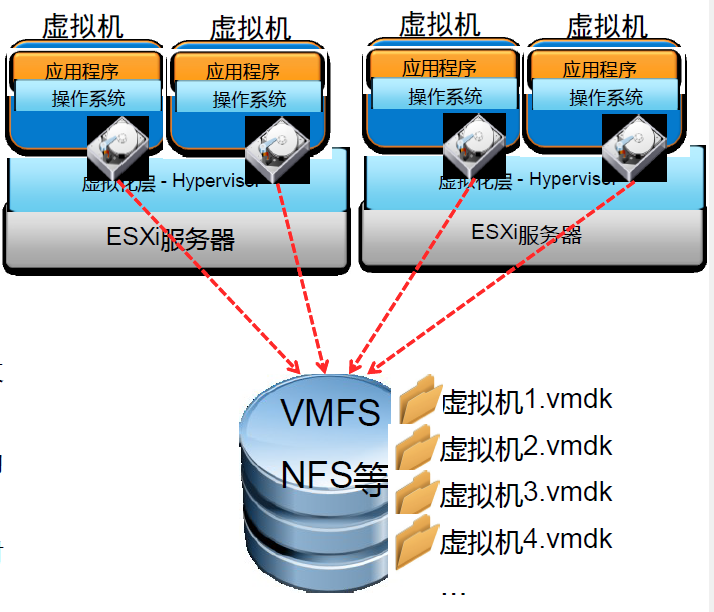 虚拟机 虚拟机 虚拟机 虚拟机
应用程序 应用程序 应用程序 应用程序
操作系统 操作系统 操作系统 操作系统
虚拟化层 - Hypervisor 虚拟化层 - Hypervisor
ESXi服务器 ESXi服务器
VMFS
NFS等
虚拟机1.vmdk
虚拟机2.vmdk
虚拟机3.vmdk
虚拟机4.vmdk
...